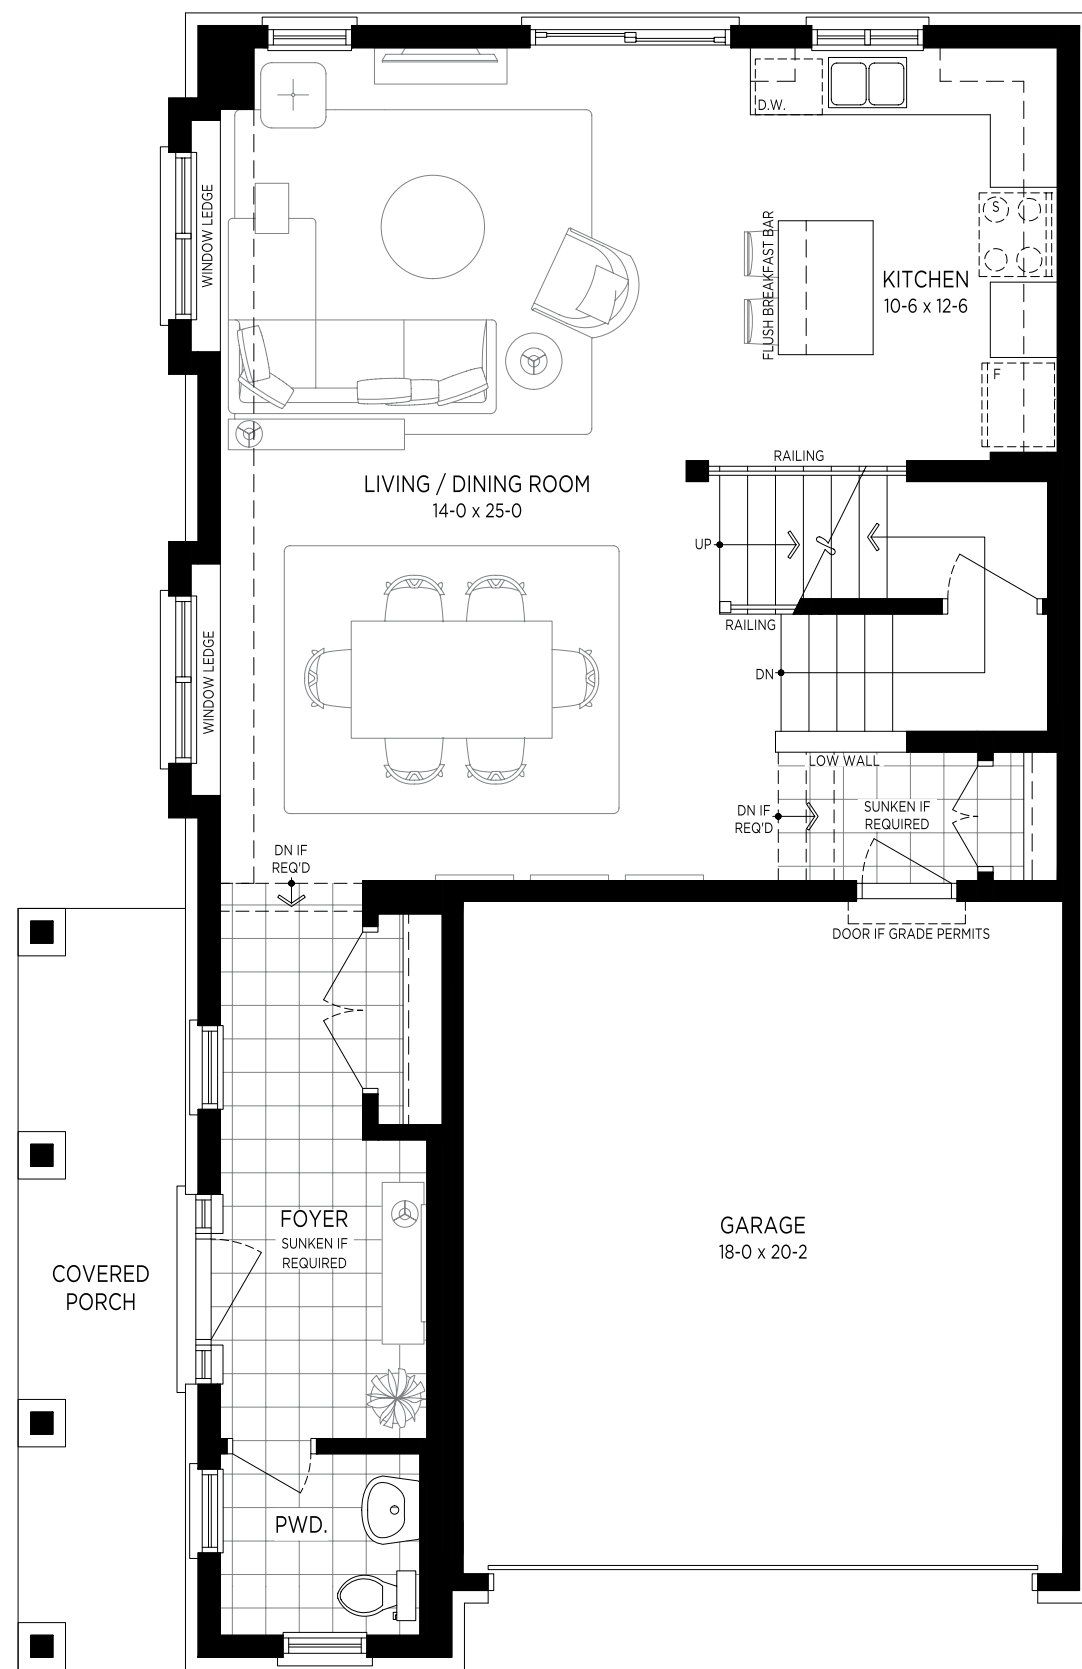 D.W.
WINDOW LEDGE
S
FLUSH BREAKFAST BAR
KITCHEN
10-6 x 12-6
F
RAILING
LIVING / DINING ROOM
14-0 x 25-0
UP
RAILING
WINDOW LEDGE
DN
LOW WALL
DN IF
REQ'D
SUNKEN IF
REQUIRED
DN IF
REQ'D
DOOR IF GRADE PERMITS
FOYER
SUNKEN IF
REQUIRED
GARAGE
18-0 x 20-2
COVERED
PORCH
PWD.